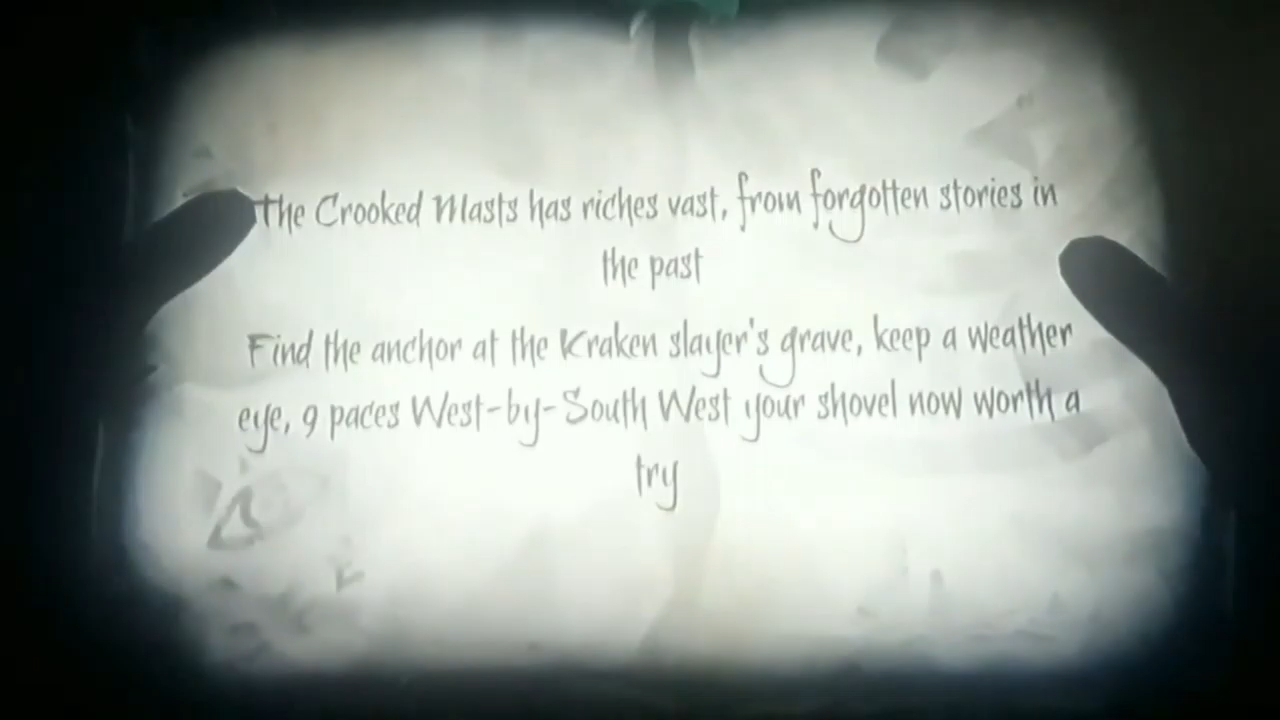 The Crooked Masts has riches vast, from forgotten stories in
the past
Find the anchor at the Kraken slayer's grave, keep a weather
eye, 9 paces West-by-South West your shovel now worth a
try